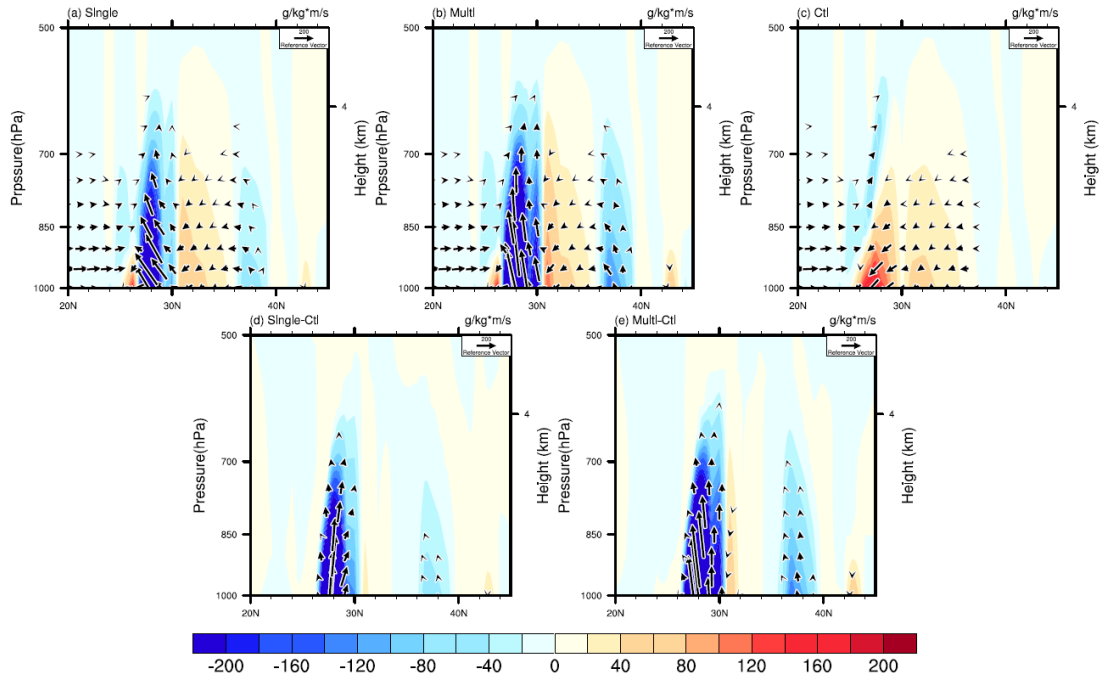 (a) SIngle g/kg*m/s
200
Reference Vector
500
700
850
1000
20N 30N 40N
4
Prpssure(hPa)
Height (km)
(b) MultI g/kg*m/s
200
Reference Vector
500
700
850
1000
20N 30N 40N
4
Prpssure(hPa)
Height (km)
(c) Ctl g/kg*m/s
200
Reference Vector
500
700
850
1000
20N 30N 40N
4
Prpssure(hPa)
Height (km)
(d) SIngle-Ctl g/kg*m/s
200
Reference Vector
500
700
850
1000
20N 30N 40N
4
Pressure(hPa)
Height (km)
(e) MultI-Ctl g/kg*m/s
200
Reference Vector
500
700
850
1000
20N 30N 40N
4
Pressure(hPa)
Height (km)
-200 -160 -120 -80 -40 0 40 80 120 160 200